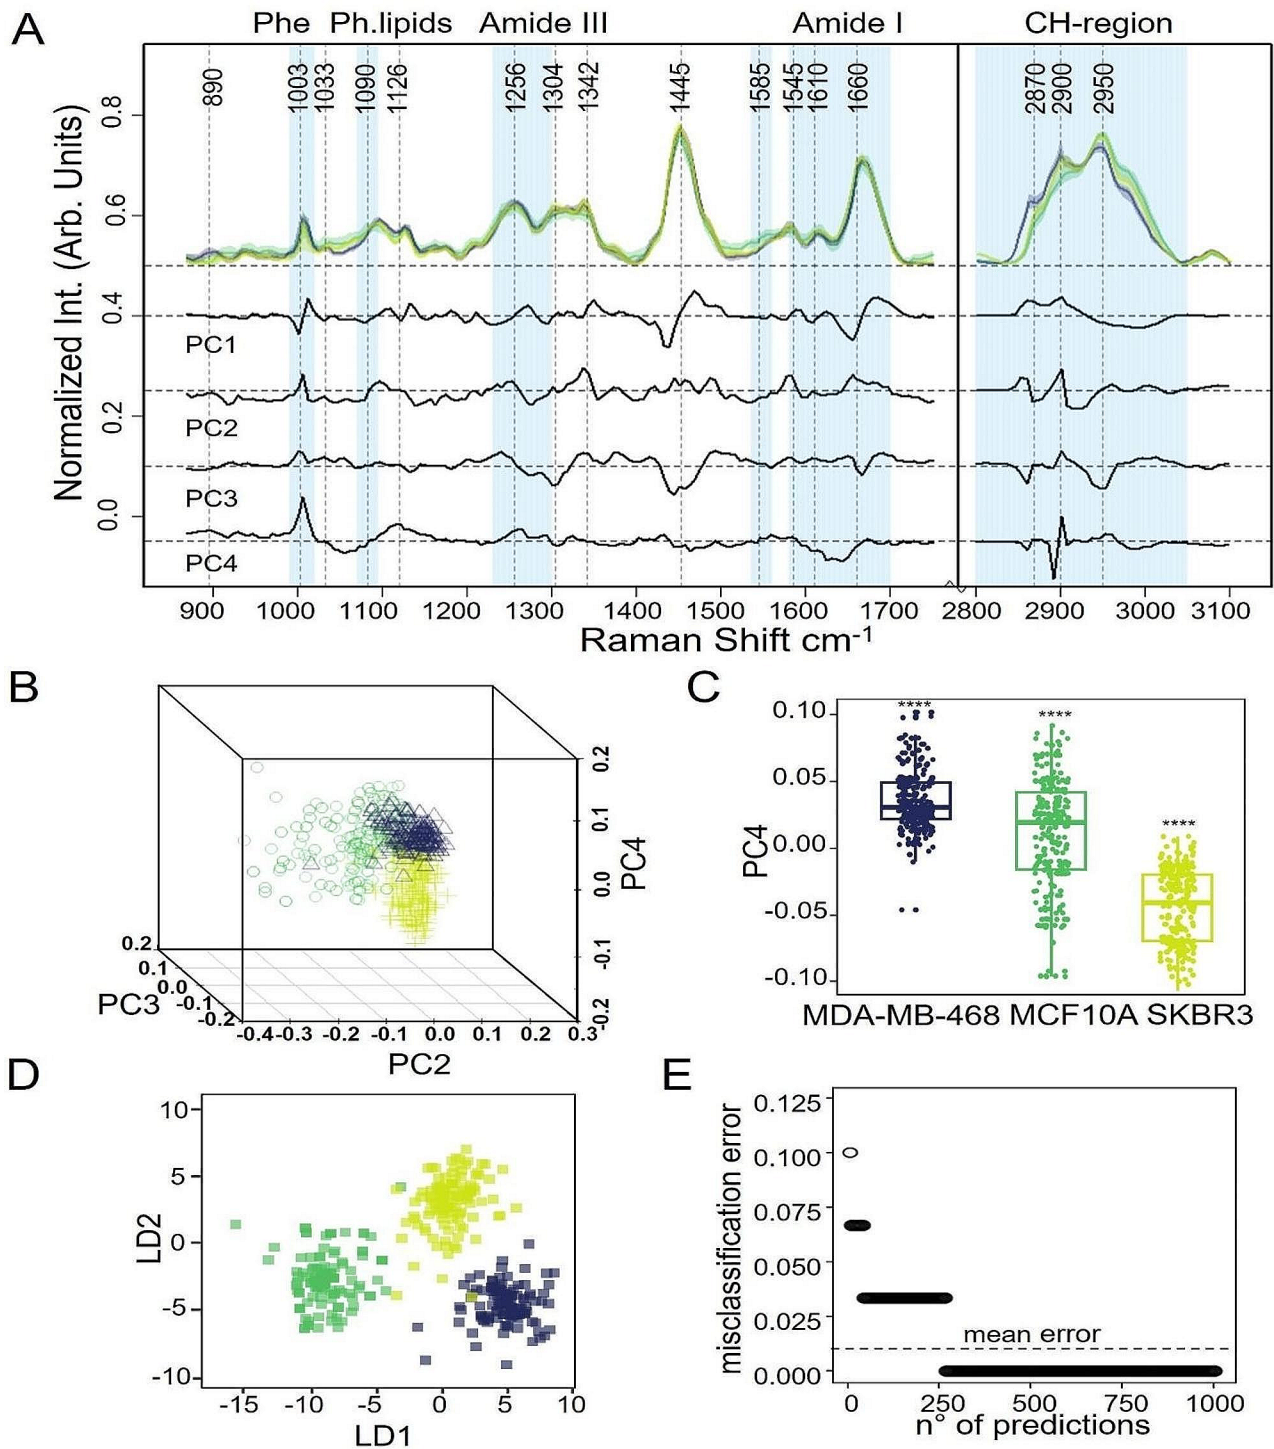 A
Phe Ph.lipids Amide III Amide I CH-region
890 1003 1033 1090 1126 1256 1304 1342 1445 1585 1545 1610 1660 2870 2900 2950
Normalized Int. (Arb. Units)
0.8
0.6
0.4
0.2
0.0
PC1
PC2
PC3
PC4
900 1000 1100 1200 1300 1400 1500 1600 1700 2800 2900 3000 3100
Raman Shift cm-1
B
0.2
0.1
0.0
-0.1
-0.2
PC4
0.2
0.1
0.0
-0.1
-0.2
PC3
-0.4 -0.3 -0.2 -0.1 0.0 0.1 0.2 0.3
PC2
C
PC4
0.10
0.05
0.00
-0.05
-0.10
****
****
****
MDA-MB-468 MCF10A SKBR3
D
LD2
10
5
0
-5
-10
-15 -10 -5 0 5 10
LD1
E
misclassification error
0.125
0.100
0.075
0.050
0.025
0.000
mean error
0 250 500 750 1000
n° of predictions